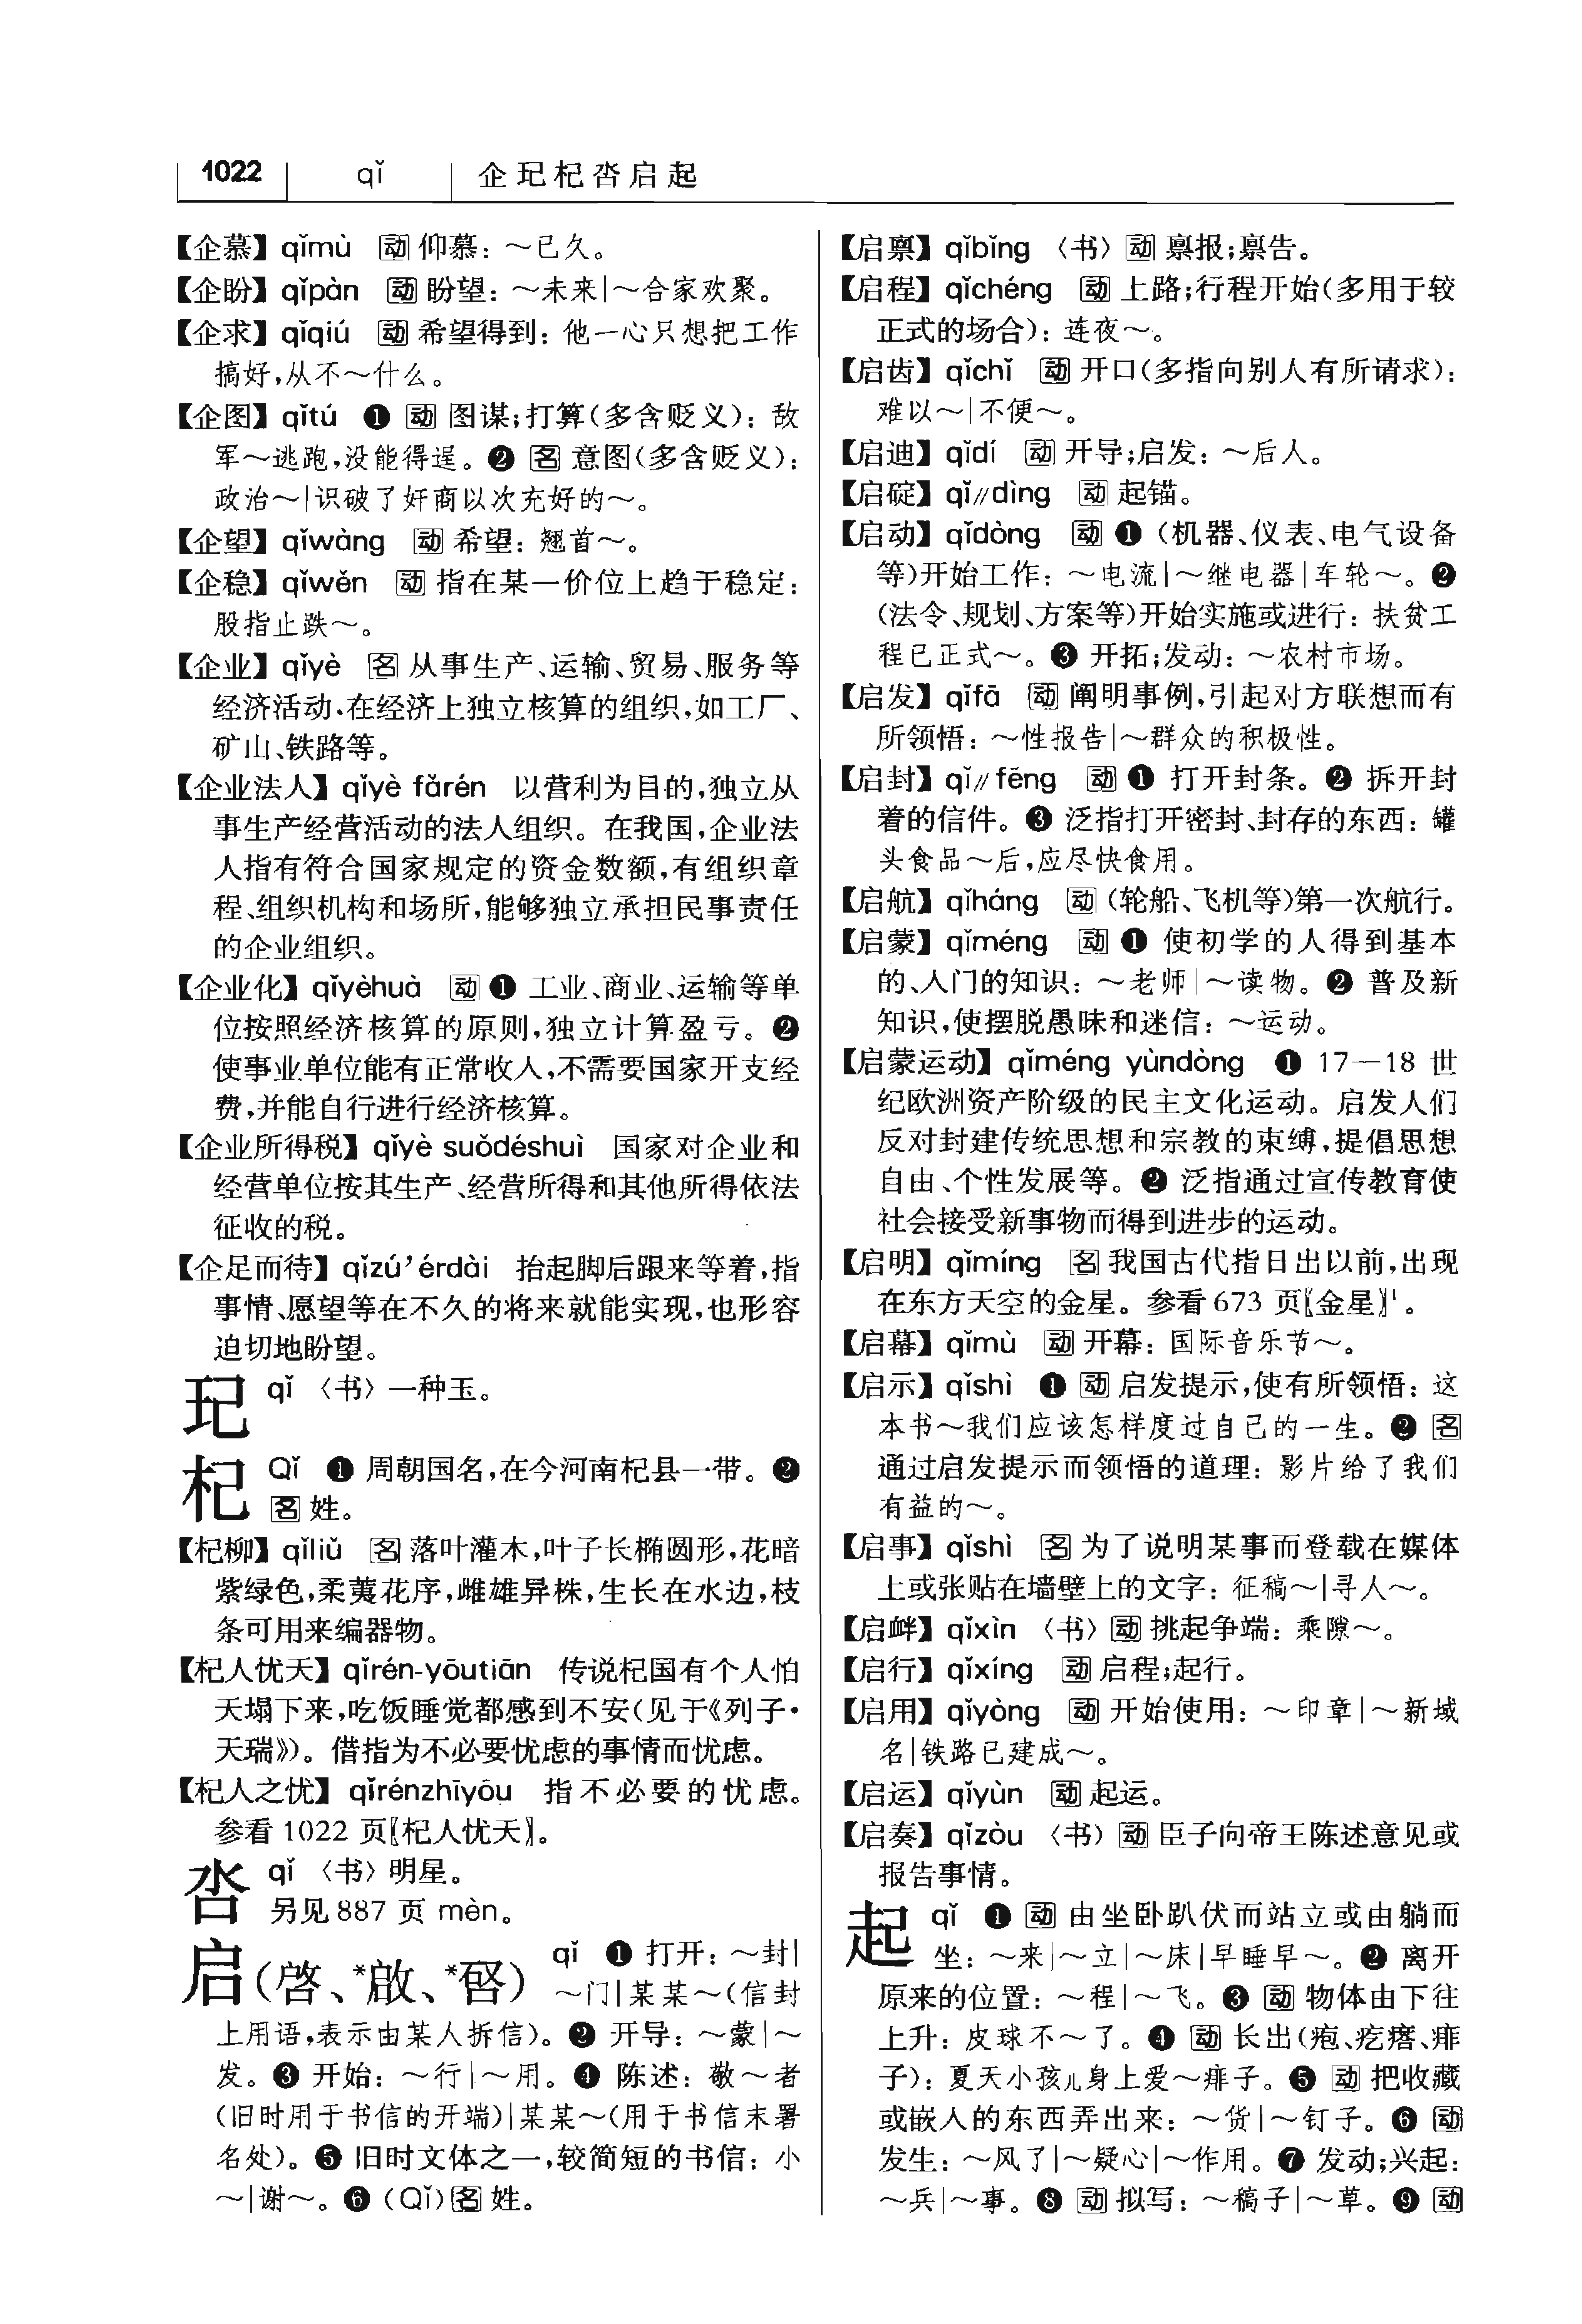 1022 qǐ 企玘杞呇启起
【企慕】qǐmù 动 仰慕：～已久。
【企盼】qǐpàn 动 盼望：～未来|～合家欢聚。
【企求】qǐqiú 动 希望得到：他一心只想把工作
搞好,从不～什么。
【企图】qǐtú ❶ 动 图谋;打算(多含贬义)：敌
军～逃跑,没能得逞。❷ 名 意图(多含贬义)：
政治～|识破了奸商以次充好的～。
【企望】qǐwàng 动 希望：翘首～。
【企稳】qǐwěn 动 指在某一价位上趋于稳定：
股指止跌～。
【企业】qǐyè 名 从事生产、运输、贸易、服务等
经济活动,在经济上独立核算的组织,如工厂、
矿山、铁路等。
【企业法人】qǐyè fǎrén 以营利为目的,独立从
事生产经营活动的法人组织。在我国,企业法
人指有符合国家规定的资金数额,有组织章
程、组织机构和场所,能够独立承担民事责任
的企业组织。
【企业化】qǐyèhuà 动 ❶ 工业、商业、运输等单
位按照经济核算的原则,独立计算盈亏。❷
使事业单位能有正常收入,不需要国家开支经
费,并能自行进行经济核算。
【企业所得税】qǐyè suǒdéshuì 国家对企业和
经营单位按其生产、经营所得和其他所得依法
征收的税。
【企足而待】qǐzú'érdài 抬起脚后跟来等着,指
事情、愿望等在不久的将来就能实现,也形容
迫切地盼望。
玘 qǐ 〈书〉一种玉。
杞 Qǐ ❶ 周朝国名,在今河南杞县一带。❷
名 姓。
【杞柳】qǐliǔ 名 落叶灌木,叶子长椭圆形,花暗
紫绿色,柔荑花序,雌雄异株,生长在水边,枝
条可用来编器物。
【杞人忧天】qǐrén-yōutiān 传说杞国有个人怕
天塌下来,吃饭睡觉都感到不安(见于《列子·
天瑞》)。借指为不必要忧虑的事情而忧虑。
【杞人之忧】qǐrénzhīyōu 指不必要的忧虑。
参看1022 页〖杞人忧天〗。
呇 qǐ 〈书〉明星。
另见887 页 mèn。
启(啓、*啟、*唘) qǐ ❶ 打开：～封|
～门|某某～(信封
上用语,表示由某人拆信)。❷ 开导：～蒙|～
发。❸ 开始：～行|～用。❹ 陈述：敬～者
(旧时用于书信的开端)|某某～(用于书信末署
名处)。❺ 旧时文体之一,较简短的书信：小
～|谢～。❻ (Qǐ) 名 姓。
【启禀】qǐbǐng 〈书〉动 禀报;禀告。
【启程】qǐchéng 动 上路;行程开始(多用于较
正式的场合)：连夜～。
【启齿】qǐchǐ 动 开口(多指向别人有所请求)：
难以～|不便～。
【启迪】qǐdí 动 开导;启发：～后人。
【启碇】qǐ∥dìng 动 起锚。
【启动】qǐdòng 动 ❶ (机器、仪表、电气设备
等)开始工作：～电流|～继电器|车轮～。❷
(法令、规划、方案等)开始实施或进行：扶贫工
程已正式～。❸ 开拓;发动：～农村市场。
【启发】qǐfā 动 阐明事例,引起对方联想而有
所领悟：～性报告|～群众的积极性。
【启封】qǐ∥fēng 动 ❶ 打开封条。❷ 拆开封
着的信件。❸ 泛指打开密封、封存的东西：罐
头食品～后,应尽快食用。
【启航】qǐháng 动 (轮船、飞机等)第一次航行。
【启蒙】qǐméng 动 ❶ 使初学的人得到基本
的、入门的知识：～老师|～读物。❷ 普及新
知识,使摆脱愚昧和迷信：～运动。
【启蒙运动】qǐméng yùndòng ❶ 17—18 世
纪欧洲资产阶级的民主文化运动。启发人们
反对封建传统思想和宗教的束缚,提倡思想
自由、个性发展等。❷ 泛指通过宣传教育使
社会接受新事物而得到进步的运动。
【启明】qǐmíng 名 我国古代指日出以前,出现
在东方天空的金星。参看673 页〖金星〗¹。
【启幕】qǐmù 动 开幕：国际音乐节～。
【启示】qǐshì ❶ 动 启发提示,使有所领悟：这
本书～我们应该怎样度过自己的一生。❷ 名
通过启发提示而领悟的道理：影片给了我们
有益的～。
【启事】qǐshì 名 为了说明某事而登载在媒体
上或张贴在墙壁上的文字：征稿～|寻人～。
【启衅】qǐxìn 〈书〉动 挑起争端：乘隙～。
【启行】qǐxíng 动 启程;起行。
【启用】qǐyòng 动 开始使用：～印章|～新域
名|铁路已建成～。
【启运】qǐyùn 动 起运。
【启奏】qǐzòu 〈书〉动 臣子向帝王陈述意见或
报告事情。
起 qǐ ❶ 动 由坐卧趴伏而站立或由躺而
坐：～来|～立|～床|早睡早～。❷ 离开
原来的位置：～程|～飞。❸ 动 物体由下往
上升：皮球不～了。❹ 动 长出(疱、疙瘩、痱
子)：夏天小孩儿身上爱～痱子。❺ 动 把收藏
或嵌入的东西弄出来：～货|～钉子。❻ 动
发生：～风了|～疑心|～作用。❼ 发动;兴起：
～兵|～事。❽ 动 拟写：～稿子|～草。❾ 动